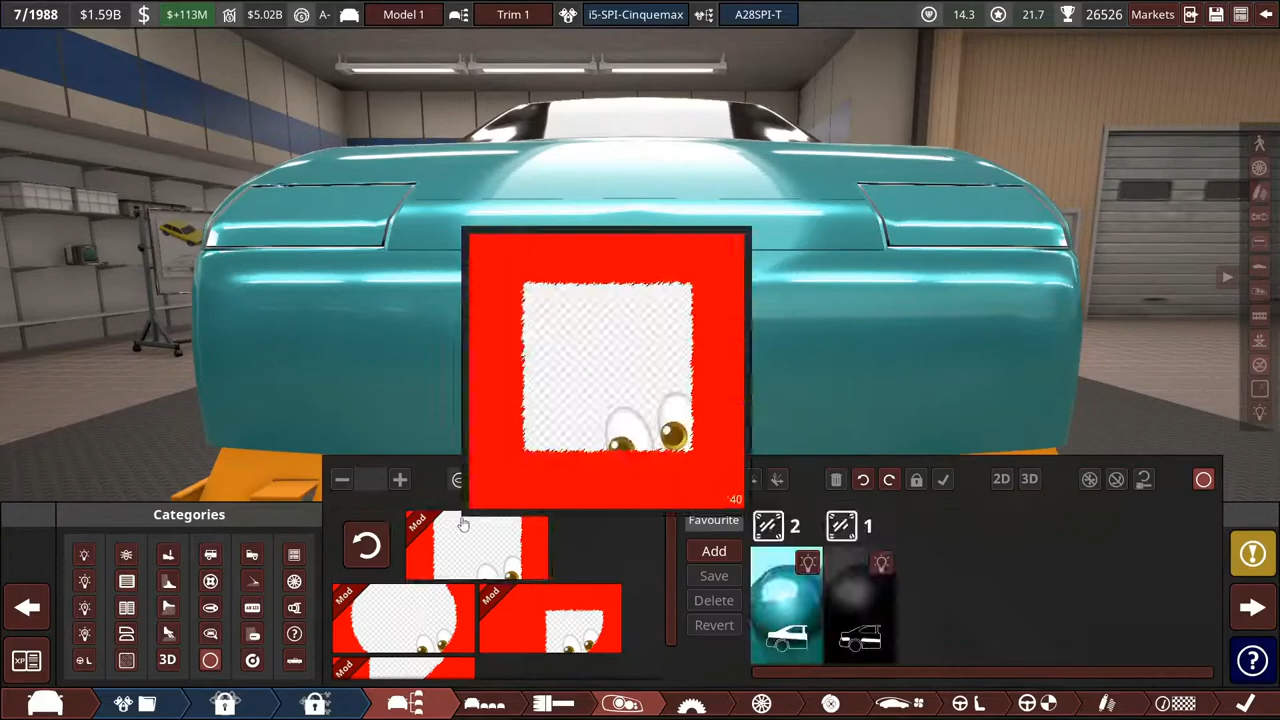 7/1988 $1.59B $ $+113M $5.02B A- Model 1 Trim 1 i5-SPI-Cinquemax A28SPI-T 14.3 21.7 26526 Markets
2D 3D
40
Categories
Mod
Favourite
2 1
Add
Save
Mod Mod
Delete
Revert
L 3D
Mod
XP
?
L